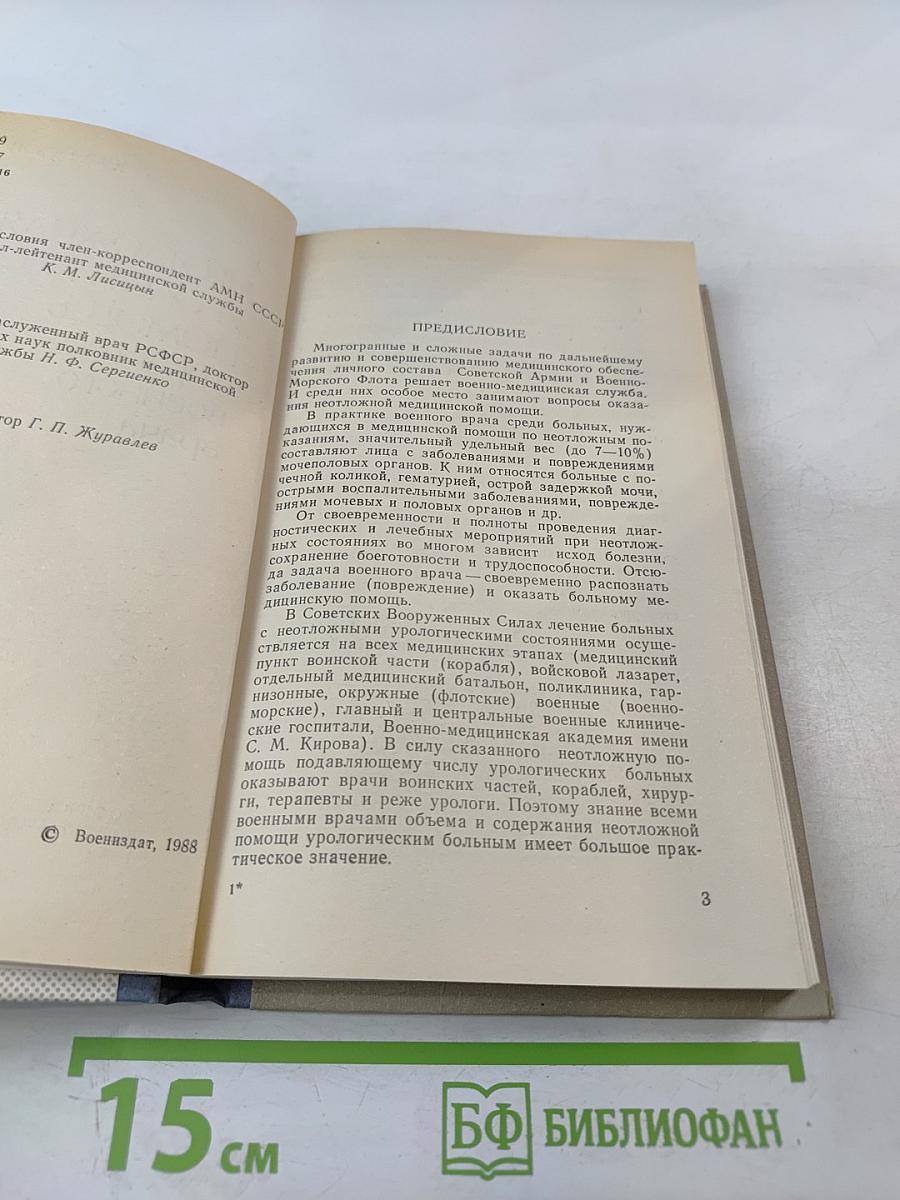 9
7
16
словия член-корреспондент АМН СССР
л-лейтенант медицинской службы
К. М. Лисицын
аслуженный врач РСФСР, доктор
х наук полковник медицинской
жбы Н. Ф. Сергиенко
тор Г. П. Журавлев
© Воениздат, 1988
ПРЕДИСЛОВИЕ
Многогранные и сложные задачи по дальнейшему
развитию и совершенствованию медицинского обеспе-
чения личного состава Советской Армии и Военно-
Морского Флота решает военно-медицинская служба.
И среди них особое место занимают вопросы оказа-
ния неотложной медицинской помощи.
В практике военного врача среди больных, нуж-
дающихся в медицинской помощи по неотложным по-
казаниям, значительный удельный вес (до 7—10%)
составляют лица с заболеваниями и повреждениями
мочеполовых органов. К ним относятся больные с по-
чечной коликой, гематурией, острой задержкой мочи,
острыми воспалительными заболеваниями, поврежде-
ниями мочевых и половых органов и др.
От своевременности и полноты проведения диаг-
ностических и лечебных мероприятий при неотлож-
ных состояниях во многом зависит исход болезни,
сохранение боеготовности и трудоспособности. Отсю-
да задача военного врача — своевременно распознать
заболевание (повреждение) и оказать больному ме-
дицинскую помощь.
В Советских Вооруженных Силах лечение больных
с неотложными урологическими состояниями осуще-
ствляется на всех медицинских этапах (медицинский
пункт воинской части (корабля), войсковой лазарет,
отдельный медицинский батальон, поликлиника, гар-
низонные, окружные (флотские) военные (военно-
морские), главный и центральные военные клиниче-
ские госпитали, Военно-медицинская академия имени
С. М. Кирова). В силу сказанного неотложную по-
мощь подавляющему числу урологических больных
оказывают врачи воинских частей, кораблей, хирур-
ги, терапевты и реже урологи. Поэтому знание всеми
военными врачами объема и содержания неотложной
помощи урологическим больным имеет большое прак-
тическое значение.
1*
3
15 см
БФ БИБЛИОФАН